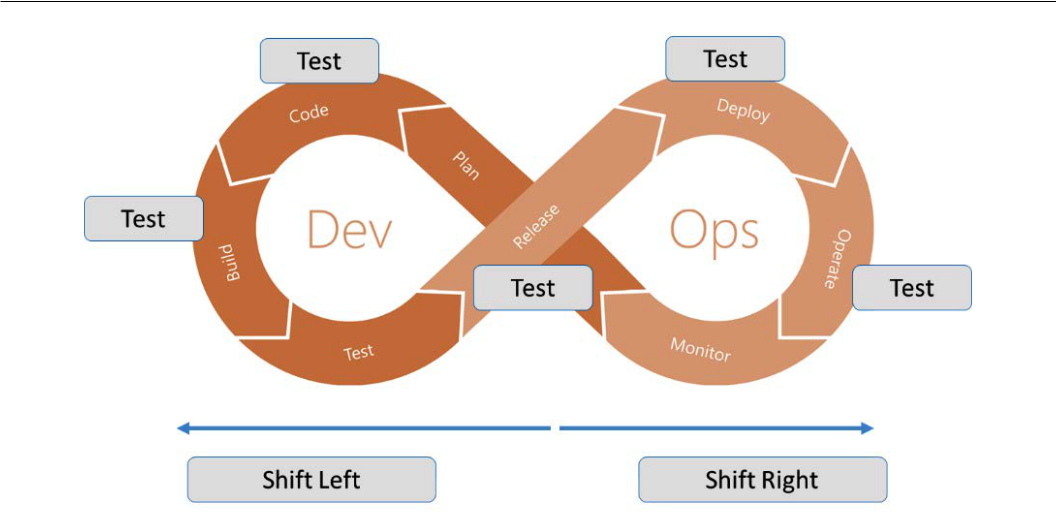 Test
Test
Code
Deploy
Plan
Test
Dev
Release
Ops
Build
Operate
Test
Test
Test
Monitor
Shift Left
Shift Right